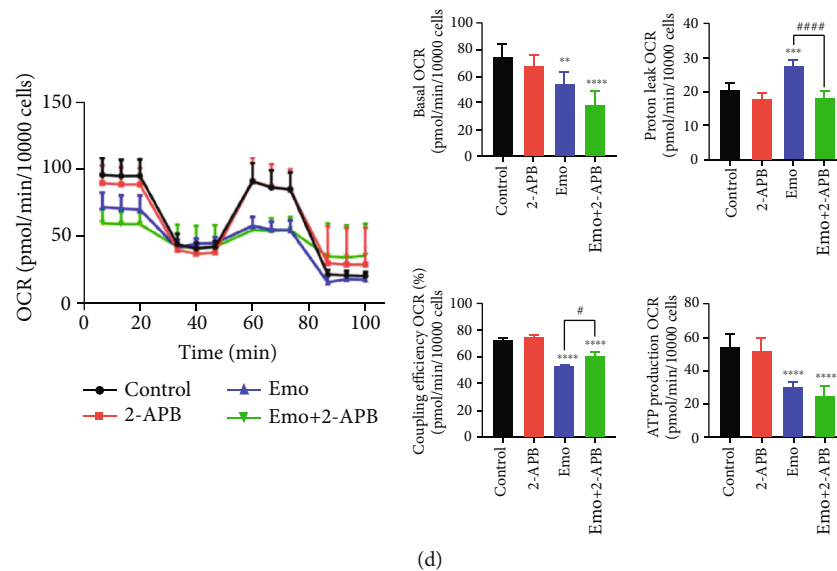 OCR (pmol/min/10000 cells)
150
100
50
0
0 20 40 60 80 100
Time (min)
Control
2-APB
Emo
Emo+2-APB
Basal OCR
(pmol/min/10000 cells
100
80
60
40
20
0
**
****
Control
2-APB
Emo
Emo+2-APB
Proton leak OCR
(pmol/min/10000 cells
40
30
20
10
0
***
####
Control
2-APB
Emo
Emo+2-APB
Coupling efficiency OCR (%)
(pmol/min/10000 cells
100
80
60
40
20
0
****
#
****
Control
2-APB
Emo
Emo+2-APB
ATP production OCR
(pmol/min/10000 cells
80
60
40
20
0
****
****
Control
2-APB
Emo
Emo+2-APB
(d)